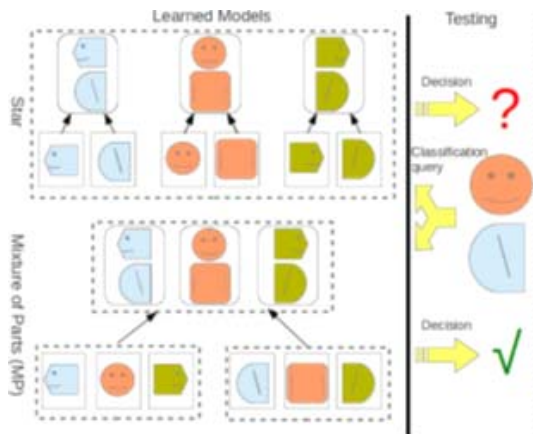 Learned Models
Testing
Star
Decision
?
Classification
query
Mixture of Parts (MP)
Decision
√